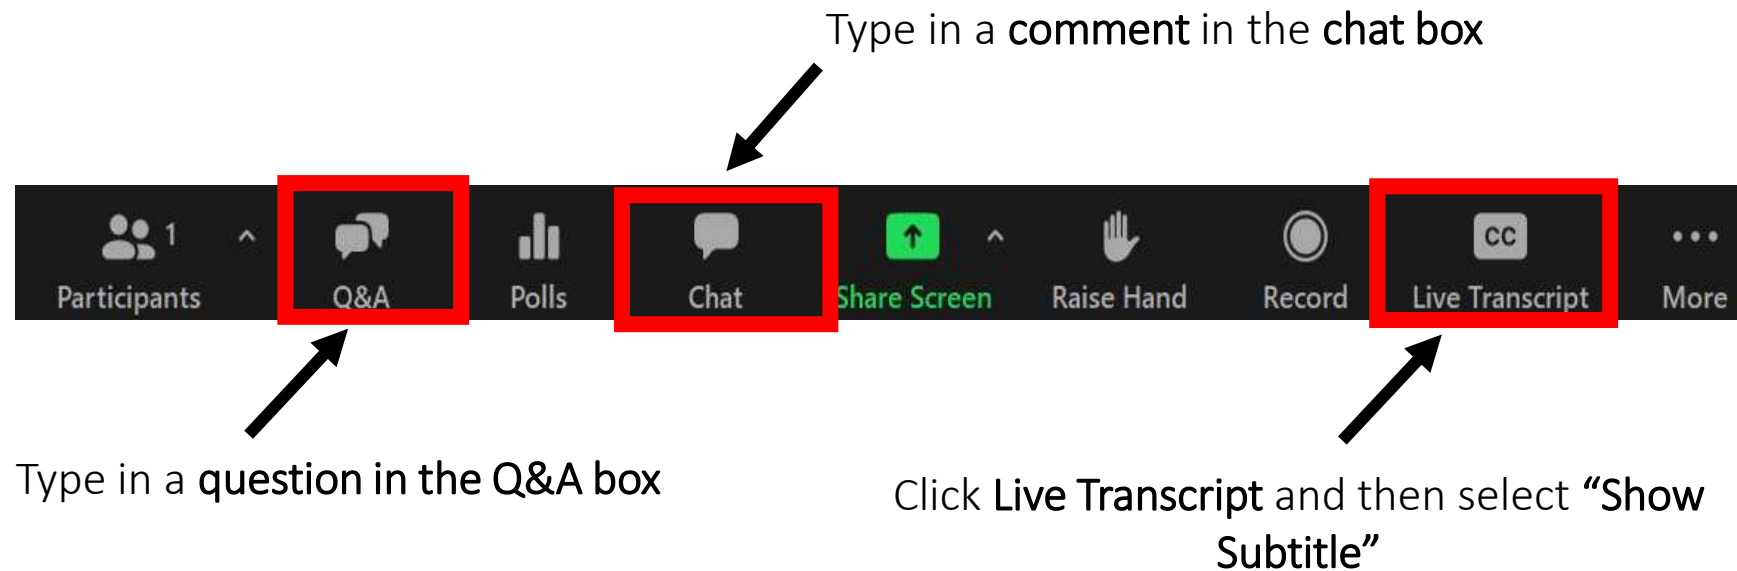 Type in a comment in the chat box
1
CC
Participants
Q&A
Polls
Chat
Share Screen
Raise Hand
Record
Live Transcript
More
Type in a question in the Q&A box
Click Live Transcript and then select “Show
Subtitle”